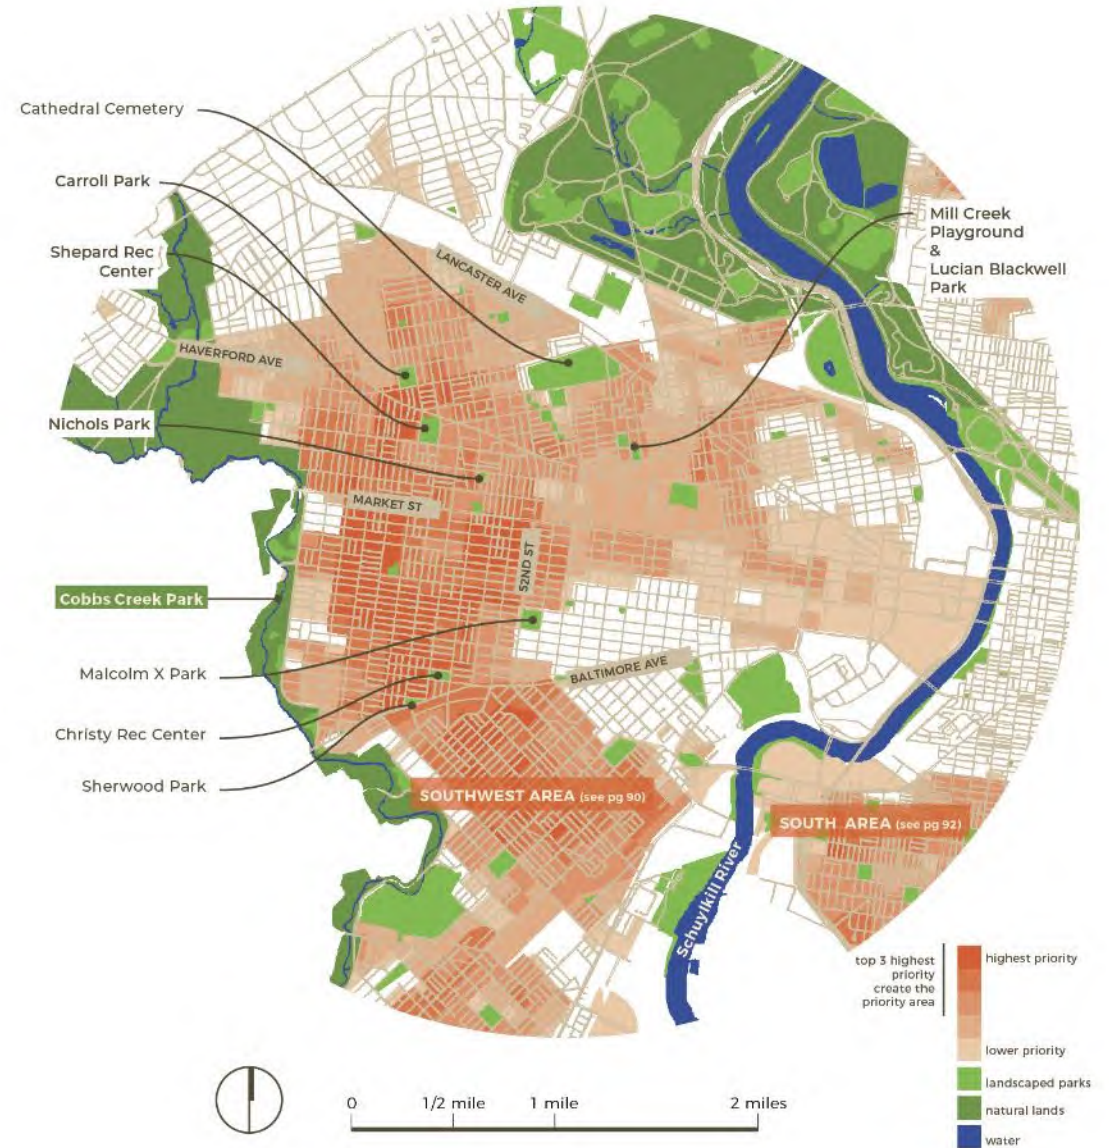 Cathedral Cemetery
Carroll Park
Shepard Rec
Center
Mill Creek
Playground
&
Lucian Blackwell
Park
LANCASTER AVE
HAVERFORD AVE
Nichols Park
MARKET ST
52ND ST
Cobbs Creek Park
Malcolm X Park
BALTIMORE AVE
Christy Rec Center
Sherwood Park
SOUTHWEST AREA (see pg 90)
SOUTH AREA (see pg 92)
Schuylkill River
top 3 highest
priority
create the
priority area
highest priority
lower priority
landscaped parks
natural lands
water
0 1/2 mile 1 mile 2 miles